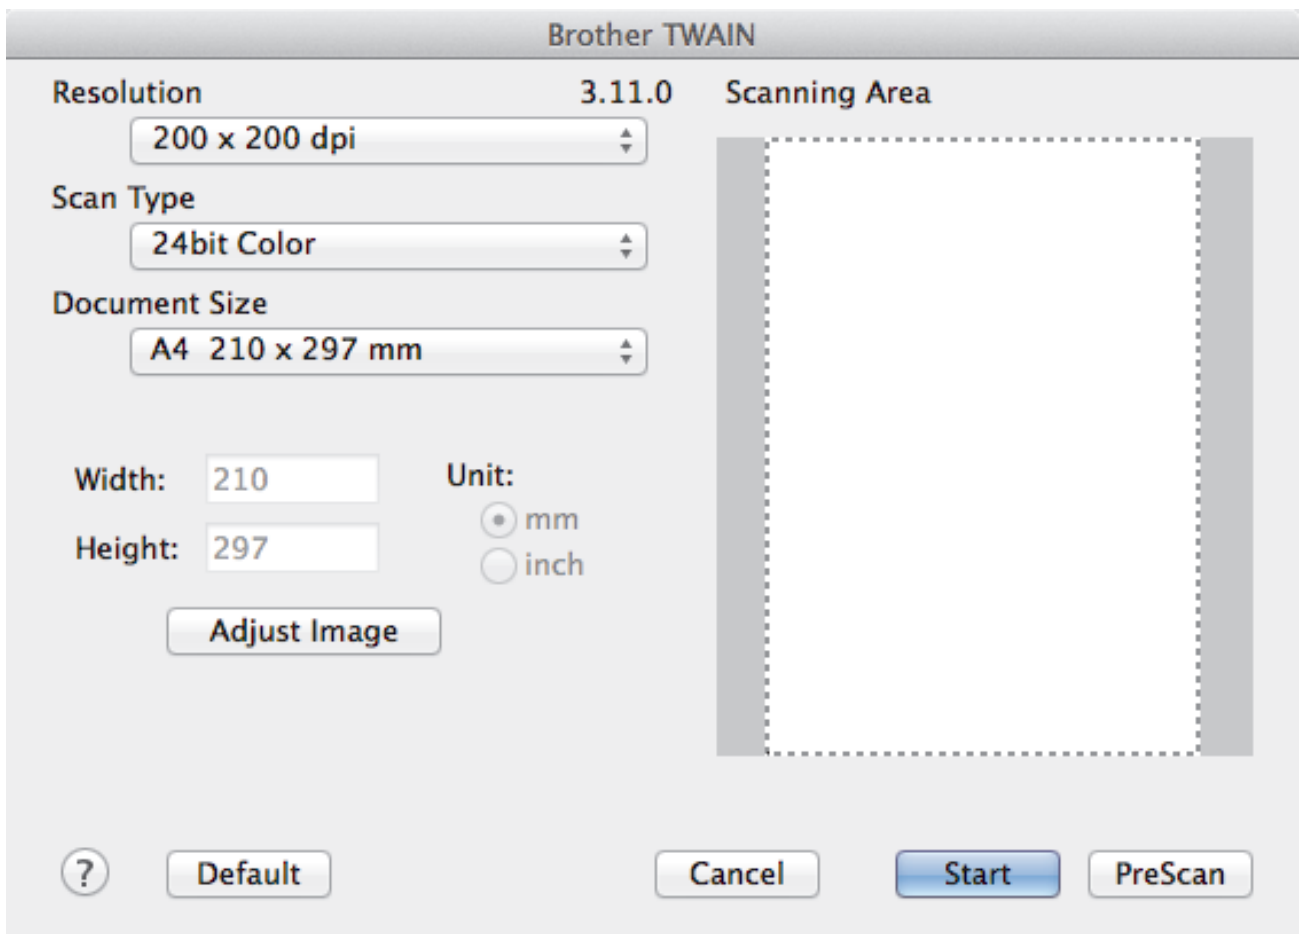 Brother TWAIN
Resolution 3.11.0
200 x 200 dpi
Scan Type
24bit Color
Document Size
A4 210 x 297 mm
Width: 210
Height: 297
Unit:
mm
inch
Adjust Image
Scanning Area
? Default Cancel Start PreScan